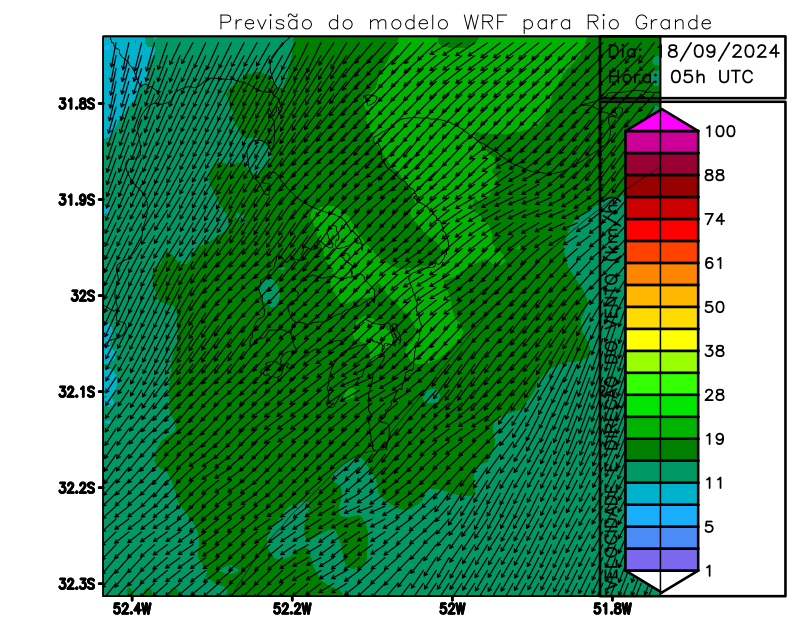 Previsão do modelo WRF para Rio Grande
Dia: 18/09/2024
Hora: 05h UTC
31.8S
31.9S
32S
32.1S
32.2S
32.3S
52.4W
52.2W
52W
51.8W
VELOCIDADE E DIREÇÃO DO VENTO (km/h)
100
88
74
61
50
38
28
19
11
5
1